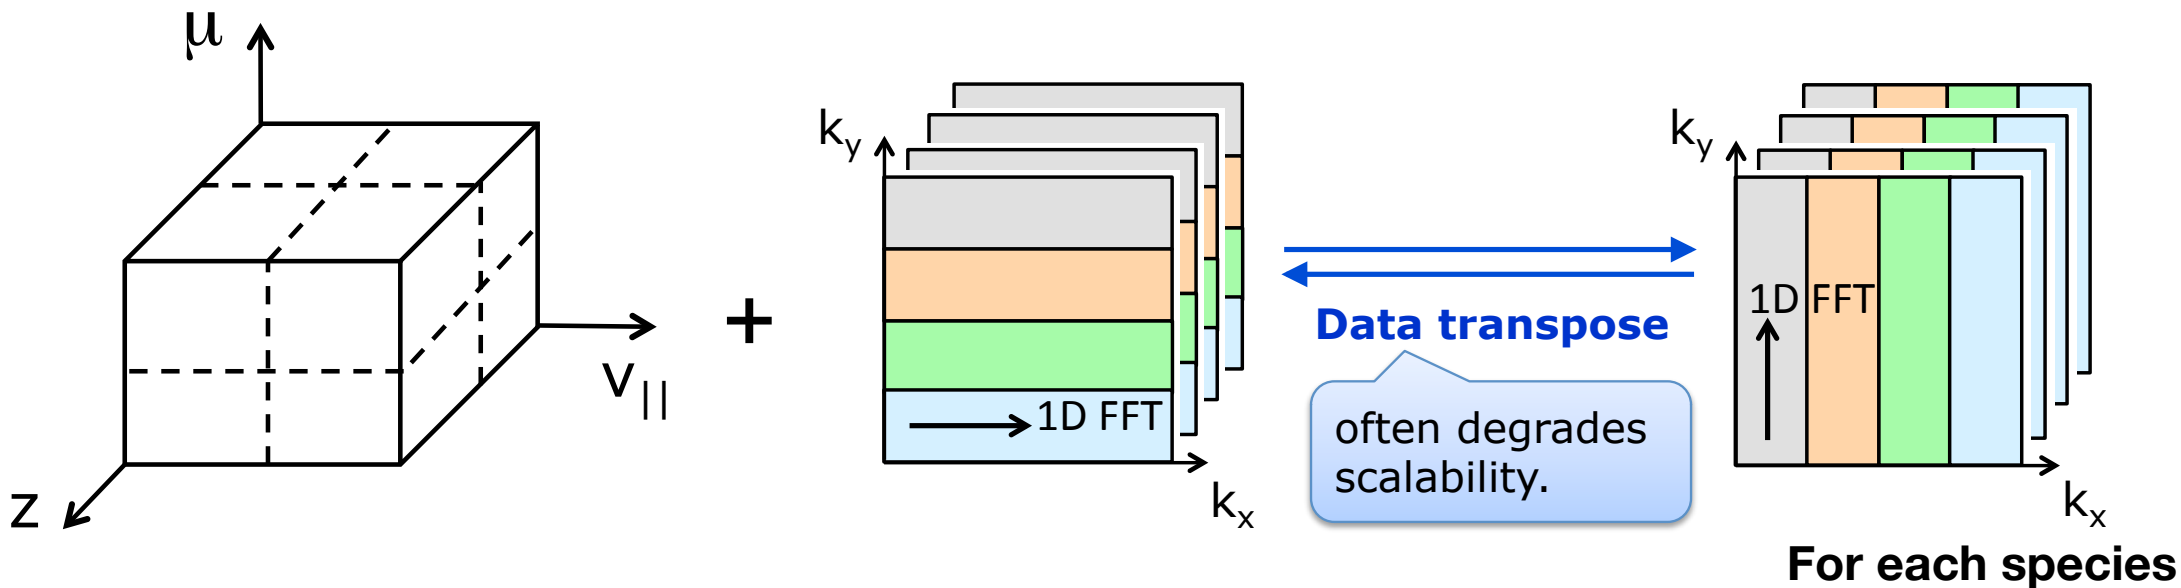 μ
v||
z
+
ky
1D FFT
kx
Data transpose
often degrades
scalability.
ky
1D FFT
kx
For each species